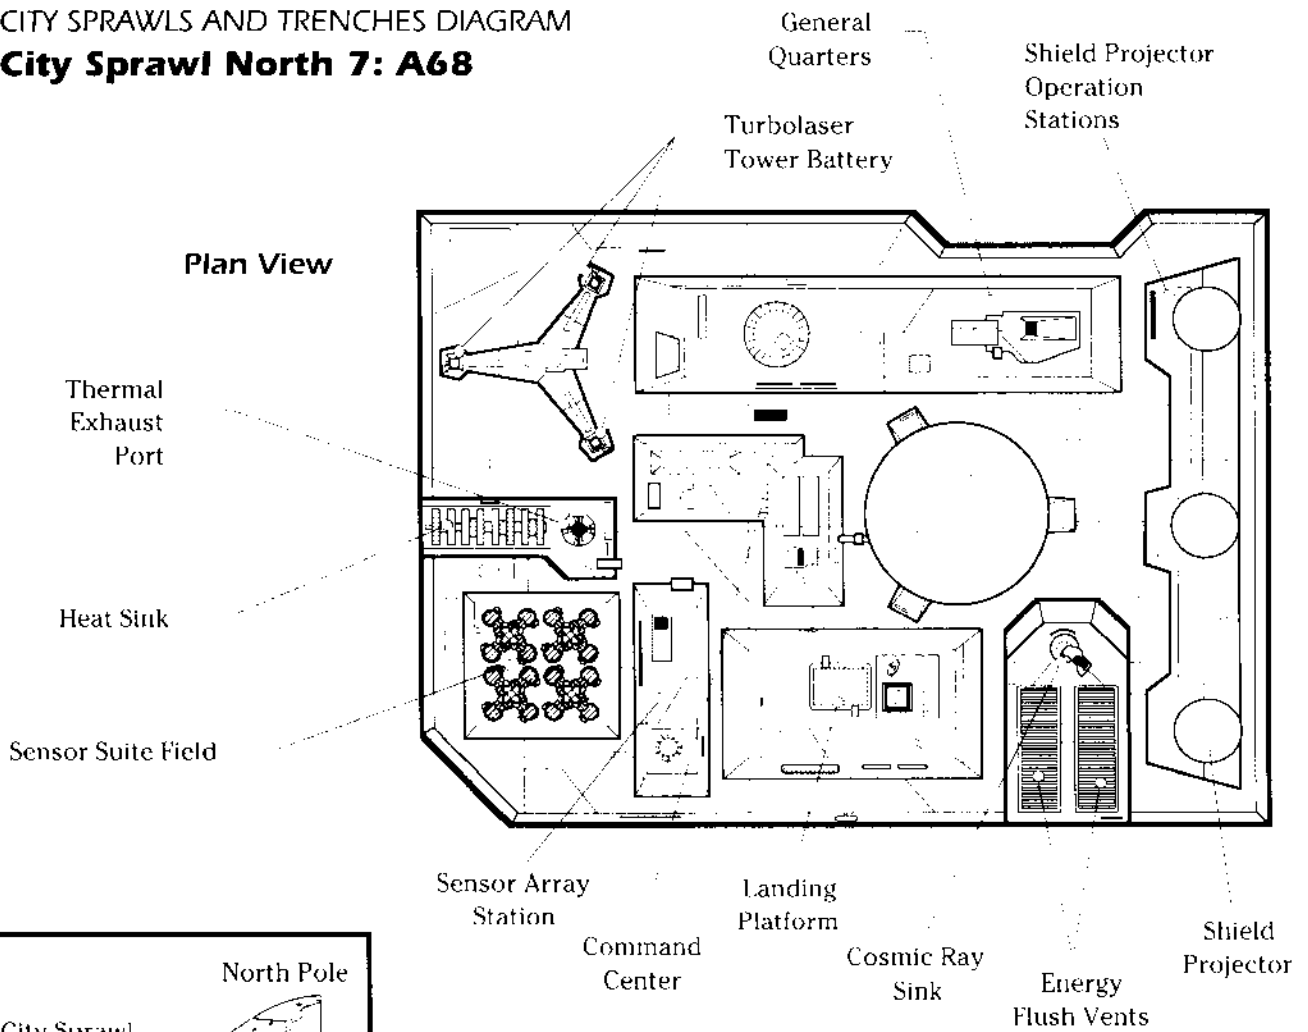 CITY SPRAWLS AND TRENCHES DIAGRAM
City Sprawl North 7: A68
General
Quarters
Shield Projector
Operation
Stations
Turbolaser
Tower Battery
Plan View
Thermal
Exhaust
Port
Heat Sink
Sensor Suite Field
Sensor Array
Station
Command
Center
Landing
Platform
Cosmic Ray
Sink
Energy
Flush Vents
Shield
Projector
North Pole
City Sprawl